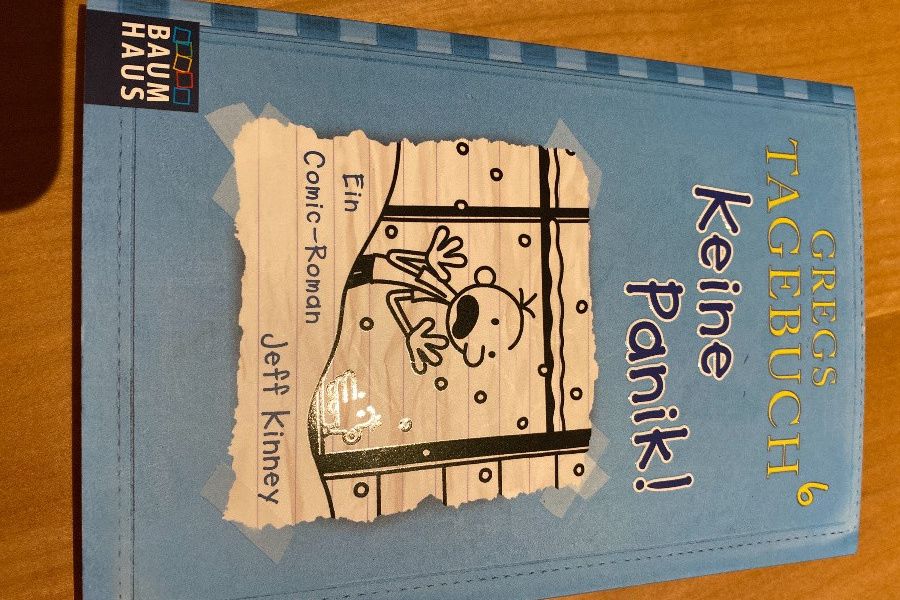 GREGS
TAGEBUCH 6
Keine
Panik!
Ein
Comic-Roman
Jeff Kinney
BAUM
HAUS